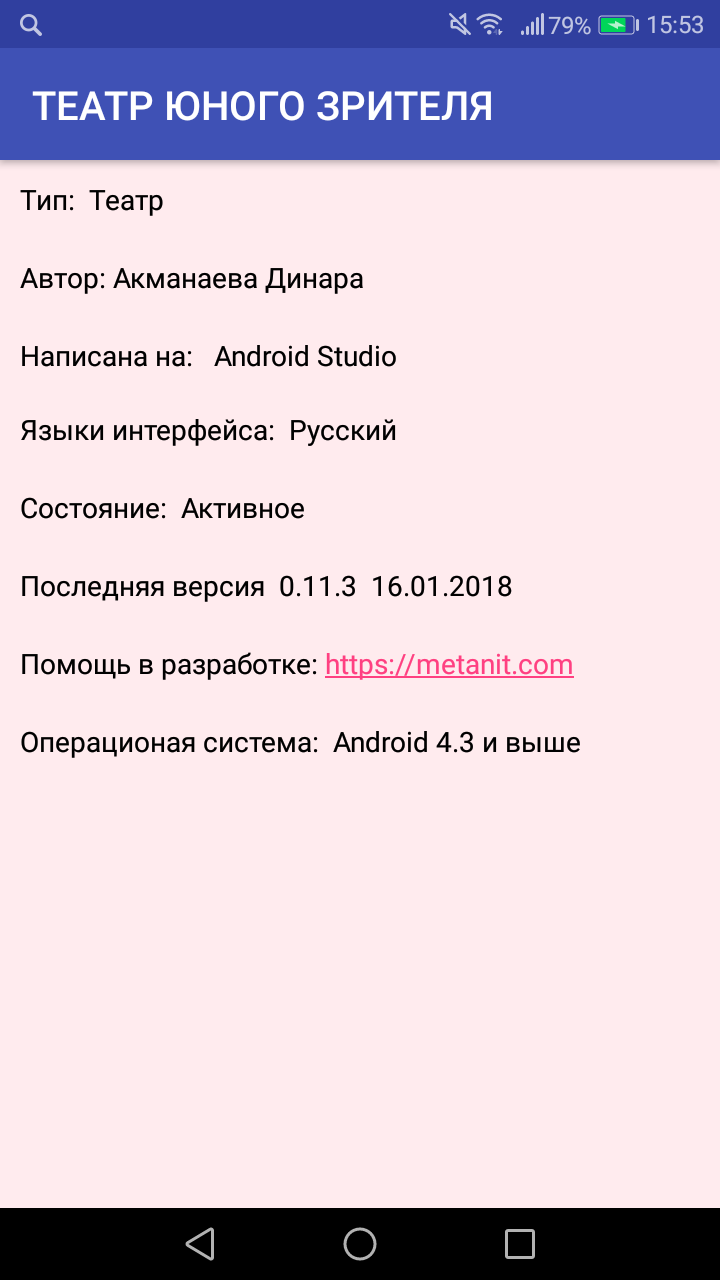 79% 15:53
ТЕАТР ЮНОГО ЗРИТЕЛЯ
Тип:  Театр
Автор: Акманаева Динара
Написана на:   Android Studio
Языки интерфейса:  Русский
Состояние:  Активное
Последняя версия  0.11.3  16.01.2018
Помощь в разработке: https://metanit.com
Операционая система:  Android 4.3 и выше